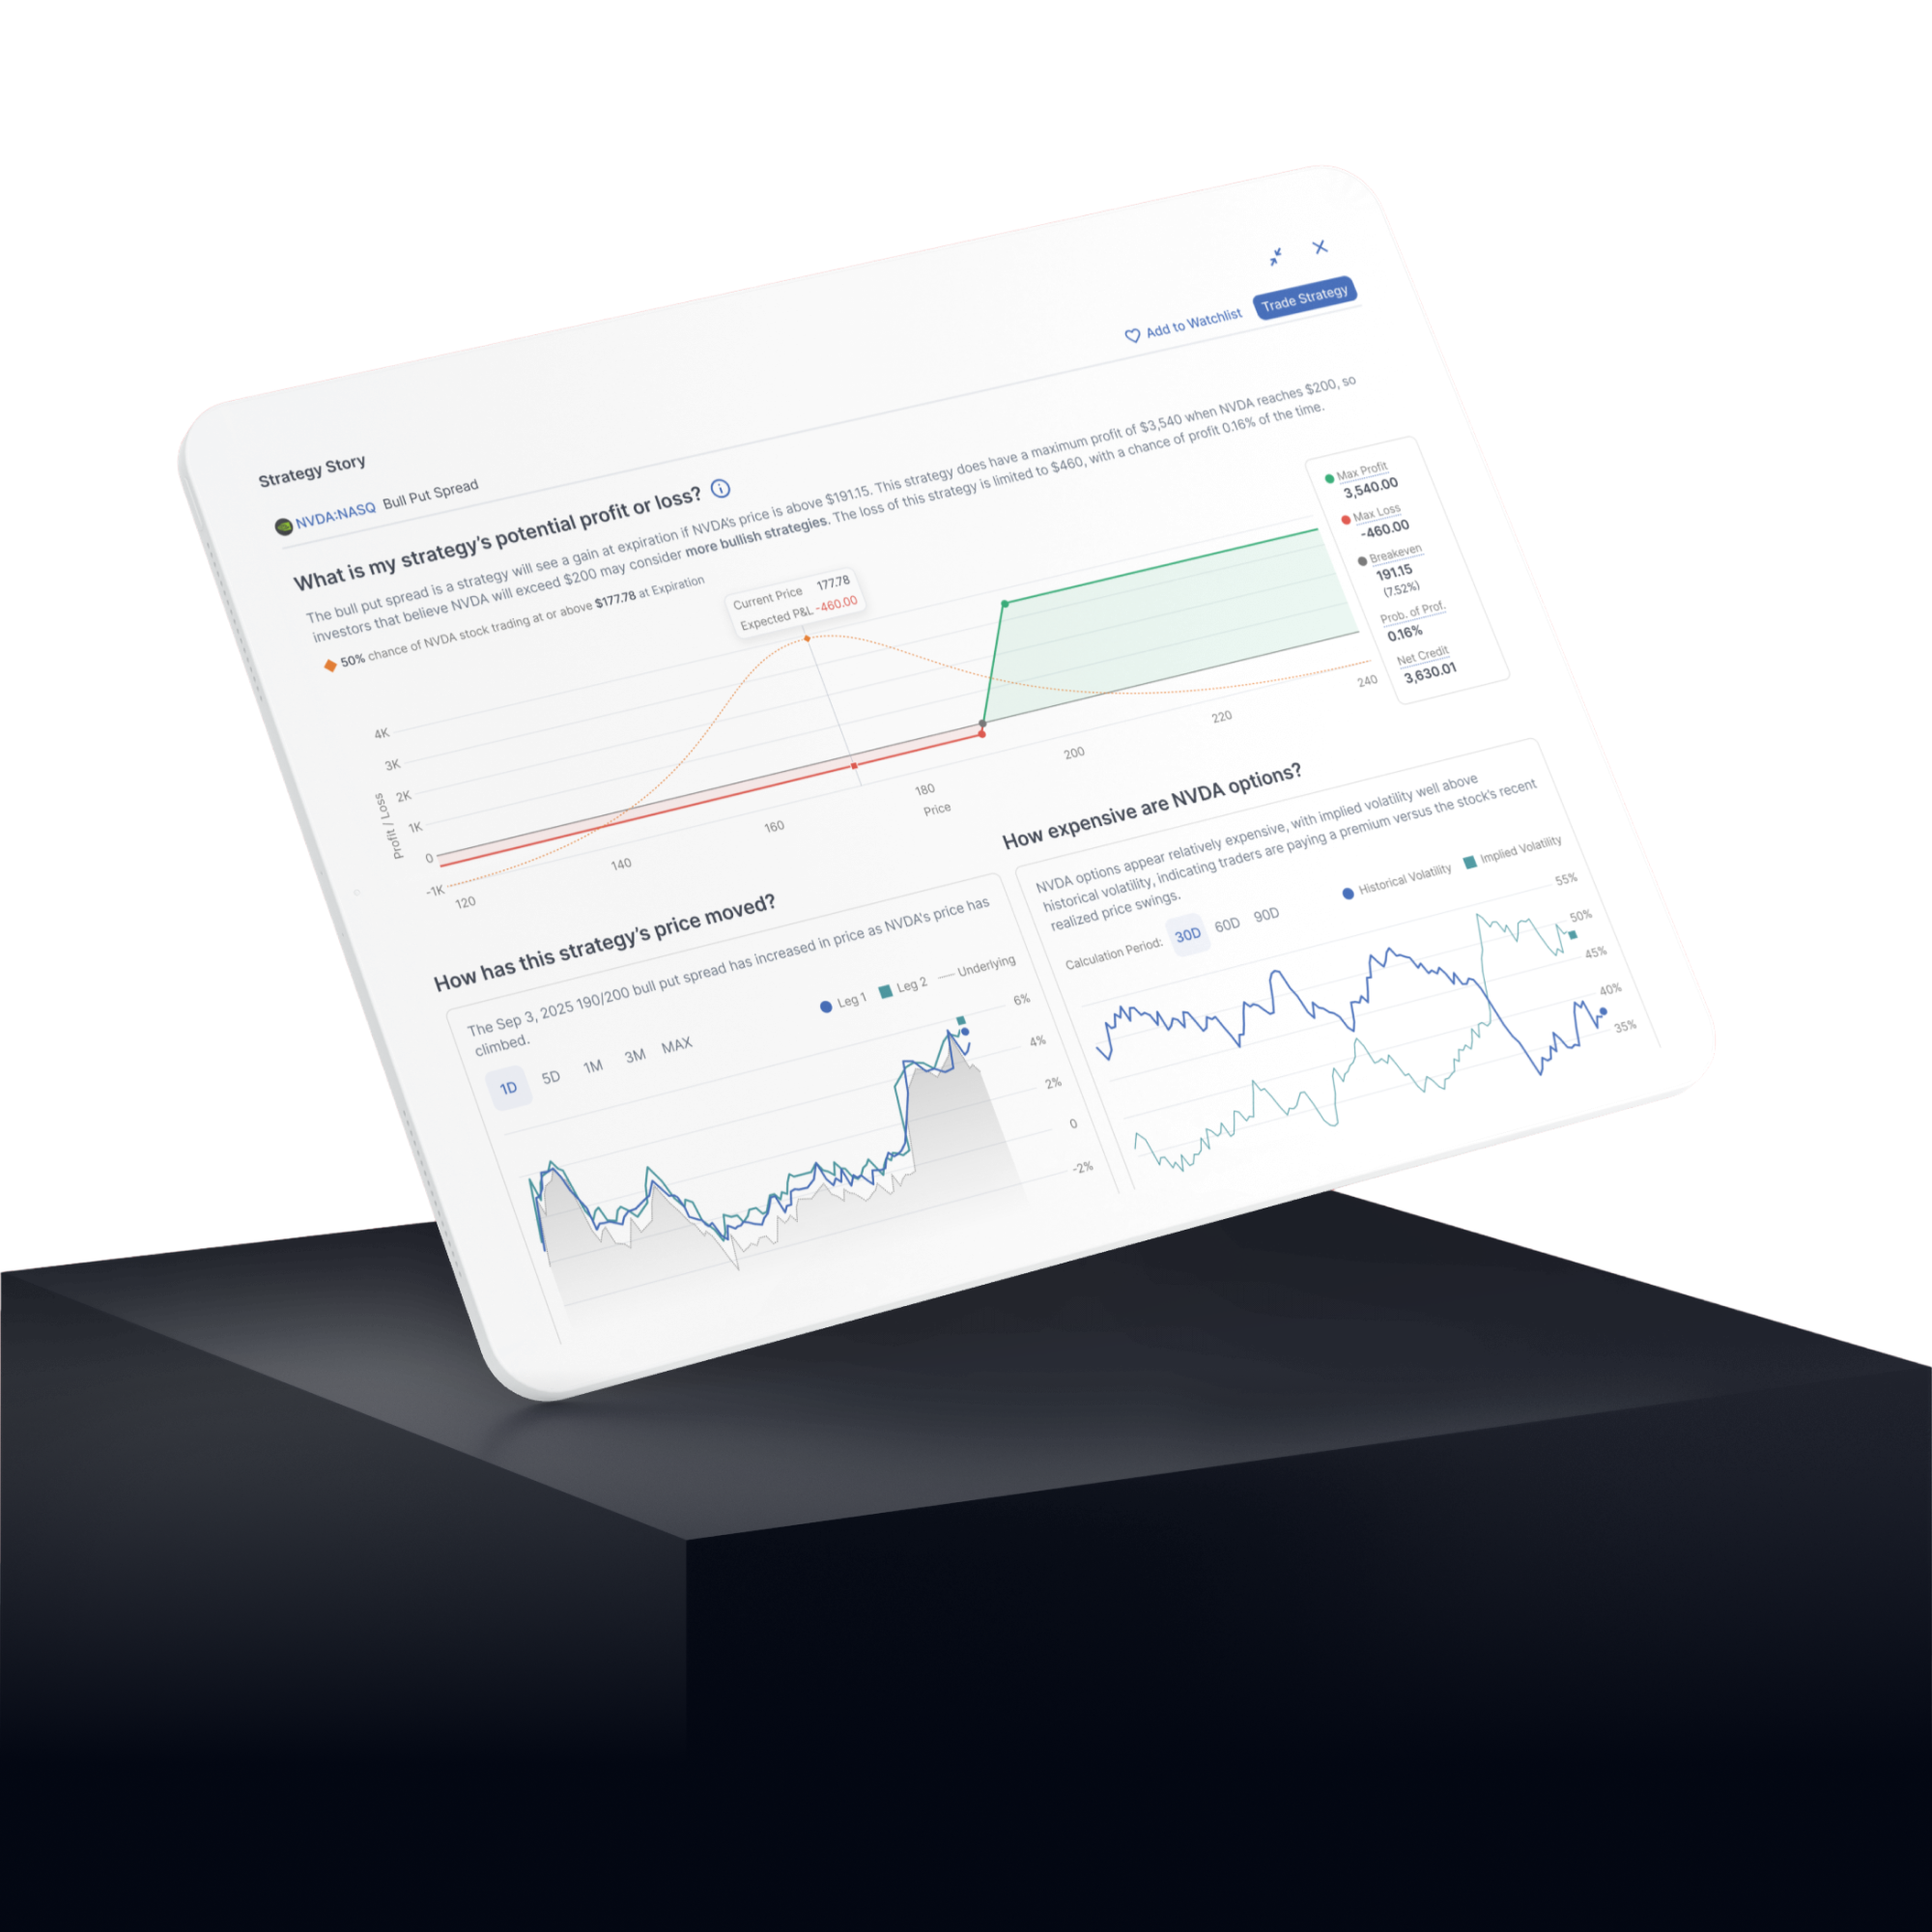 Strategy Story
NVDA:NASQ Bull Put Spread
Add to Watchlist
Trade Strategy
What is my strategy's potential profit or loss?
The bull put spread is a strategy will see a gain at expiration if NVDA's price is above $191.15. This strategy does have a maximum profit of $3,540 when NVDA reaches $200, so
investors that believe NVDA will exceed $200 may consider more bullish strategies. The loss of this strategy is limited to $460, with a chance of profit 0.16% of the time.
50% chance of NVDA stock trading at or above $177.78 at Expiration
Current Price 177.78
Expected P&L -460.00
Profit / Loss
4K
3K
2K
1K
0
-1K
120
140
160
180
200
220
240
Price
Max Profit
3,540.00
Max Loss
-460.00
Breakeven
191.15
(7.52%)
Prob. of Prof.
0.16%
Net Credit
3,630.01
How has this strategy's price moved?
The Sep 3, 2025 190/200 bull put spread has increased in price as NVDA's price has
climbed.
1D 5D 1M 3M MAX
Leg 1 Leg 2 Underlying
6%
4%
2%
0
-2%
How expensive are NVDA options?
NVDA options appear relatively expensive, with implied volatility well above
historical volatility, indicating traders are paying a premium versus the stock's recent
realized price swings.
Calculation Period: 30D 60D 90D
Historical Volatility Implied Volatility
55%
50%
45%
40%
35%